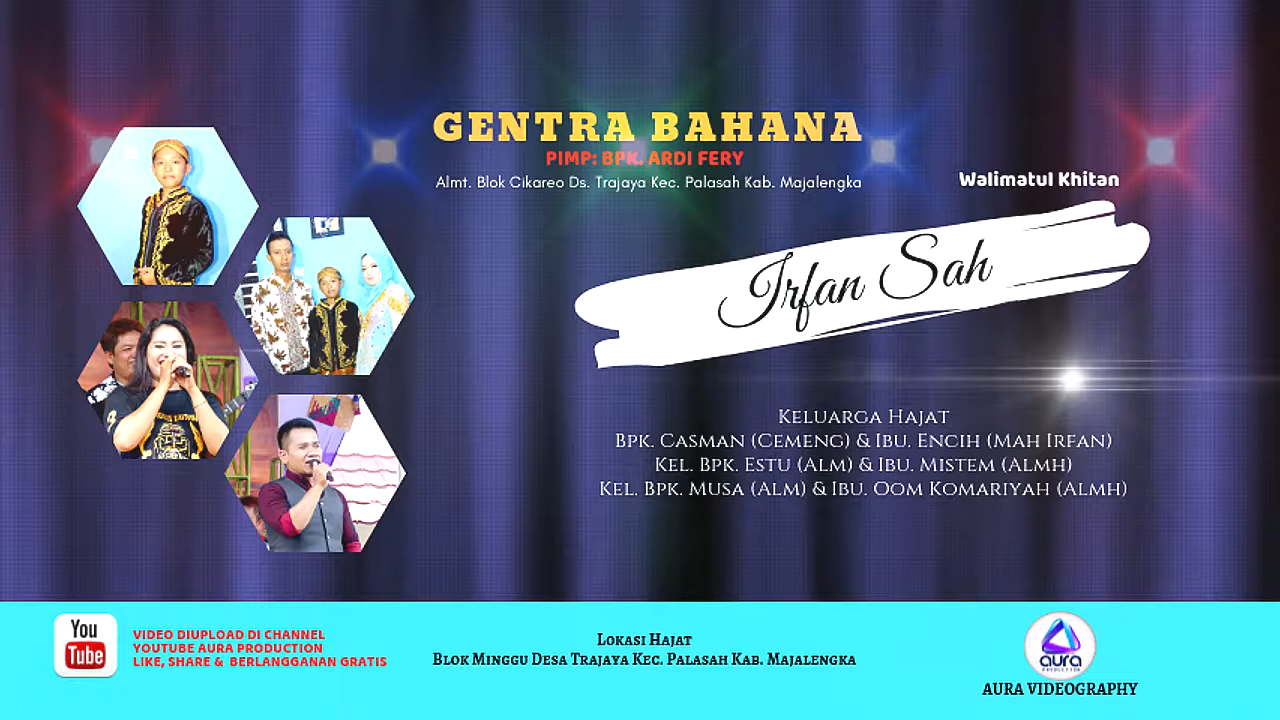 GENTRA BAHANA
PIMP: BPK. ARDI FERY
Almt. Blok Cikareo Ds. Trajaya Kec. Palasah Kab. Majalengka
Walimatul Khitan
Irfan Sah
Keluarga Hajat
Bpk. Casman (Cemeng) & Ibu. Encih (Mah Irfan)
Kel. Bpk. Estu (Alm) & Ibu. Mistem (Almh)
Kel. Bpk. Musa (Alm) & Ibu. Oom Komariyah (Almh)
You
Tube
VIDEO DIUPLOAD DI CHANNEL
YOUTUBE AURA PRODUCTION
LIKE, SHARE & BERLANGGANAN GRATIS
Lokasi Hajat
Blok Minggu Desa Trajaya Kec. Palasah Kab. Majalengka
aura
PRODUCTION
AURA VIDEOGRAPHY